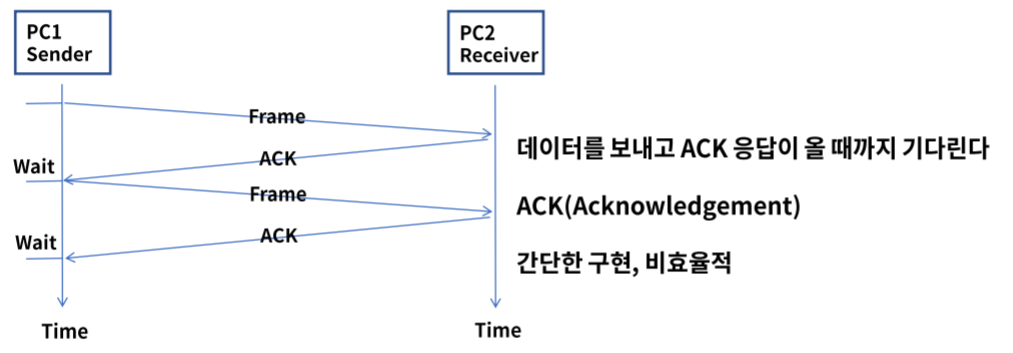 PC1
Sender
PC2
Receiver
Frame
ACK
Wait
Frame
ACK
Wait
Time
Time
데이터를 보내고 ACK 응답이 올 때까지 기다린다
ACK(Acknowledgement)
간단한 구현, 비효율적